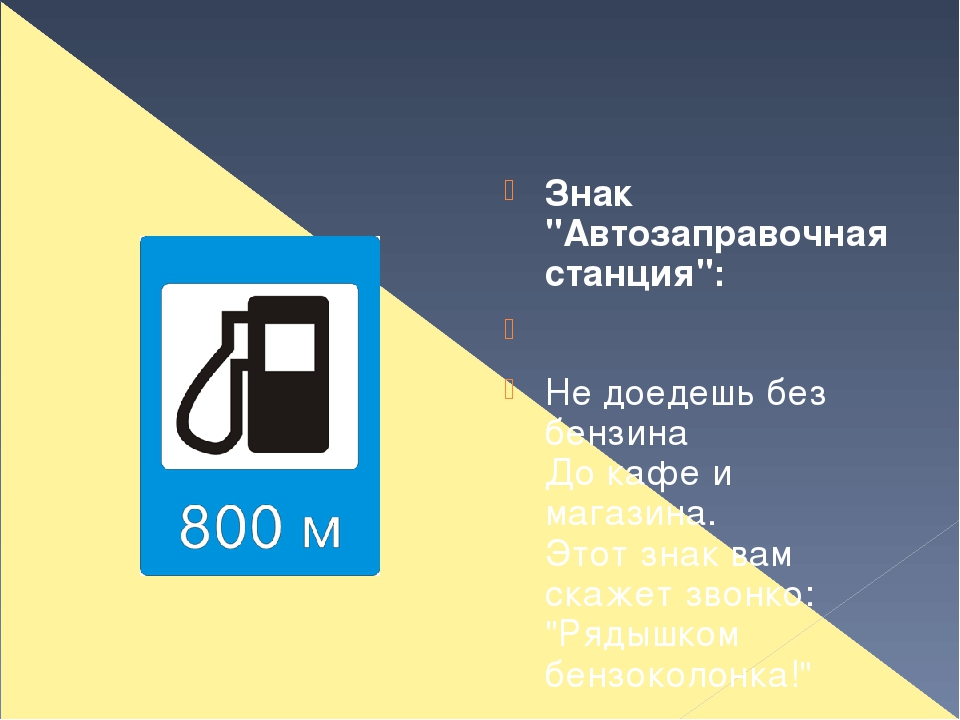 Знак
"Автозаправочная
станция":
Не доедешь без
бензина
До кафе и
магазина.
Этот знак вам
скажет звонко:
"Рядышком
бензоколонка!"
800 м